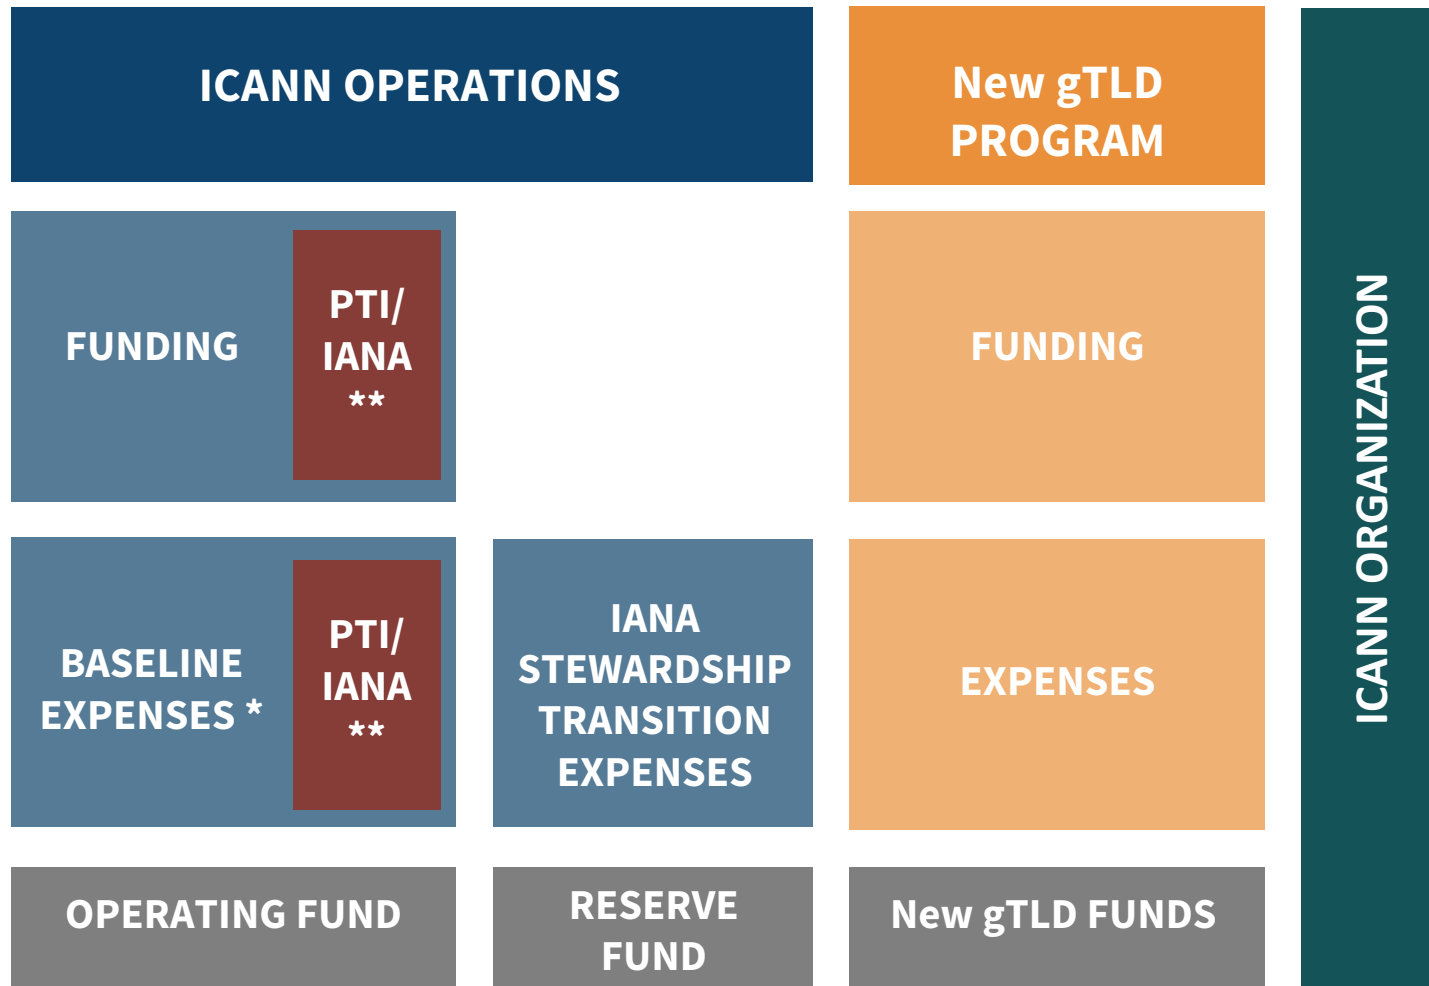 ICANN OPERATIONS
New gTLD
PROGRAM
FUNDING
PTI/
IANA
**
FUNDING
BASELINE
EXPENSES *
PTI/
IANA
**
IANA
STEWARDSHIP
TRANSITION
EXPENSES
EXPENSES
OPERATING FUND
RESERVE
FUND
New gTLD FUNDS
ICANN ORGANIZATION